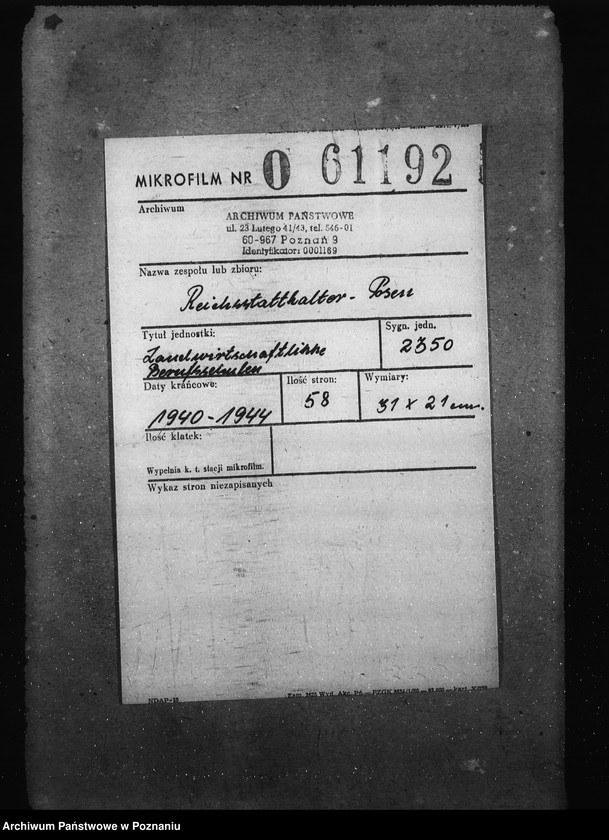 MIKROFILM NR 0 61192
Archiwum
ARCHIWUM PAŃSTWOWE
ul. 23 Lutego 41/43, tel. 546-01
60-967 Poznań 9
Identyfikator: 0001189
Nazwa zespołu lub zbioru:
Reichsstatthalter - Posen
Tytuł jednostki:
Landwirtschaftliche
Berufsschulen
Sygn. jedn.
2350
Daty krańcowe:
1940-1944
Ilość stron:
58
Wymiary:
31 x 21 cm.
Ilość klatek:
Wypełnia k. t. stacji mikrofilm.
Wykaz stron niezapisanych
NDAP-
Archiwum Państwowe w Poznaniu